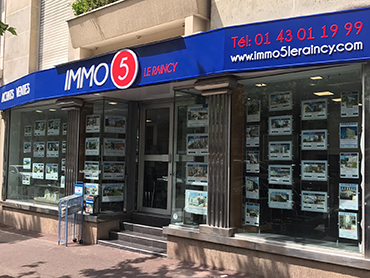 ACHATS VENTES
IMMO 5
LE RAINCY
Tél: 01 43 01 19 99
www.immo5leraincy.com